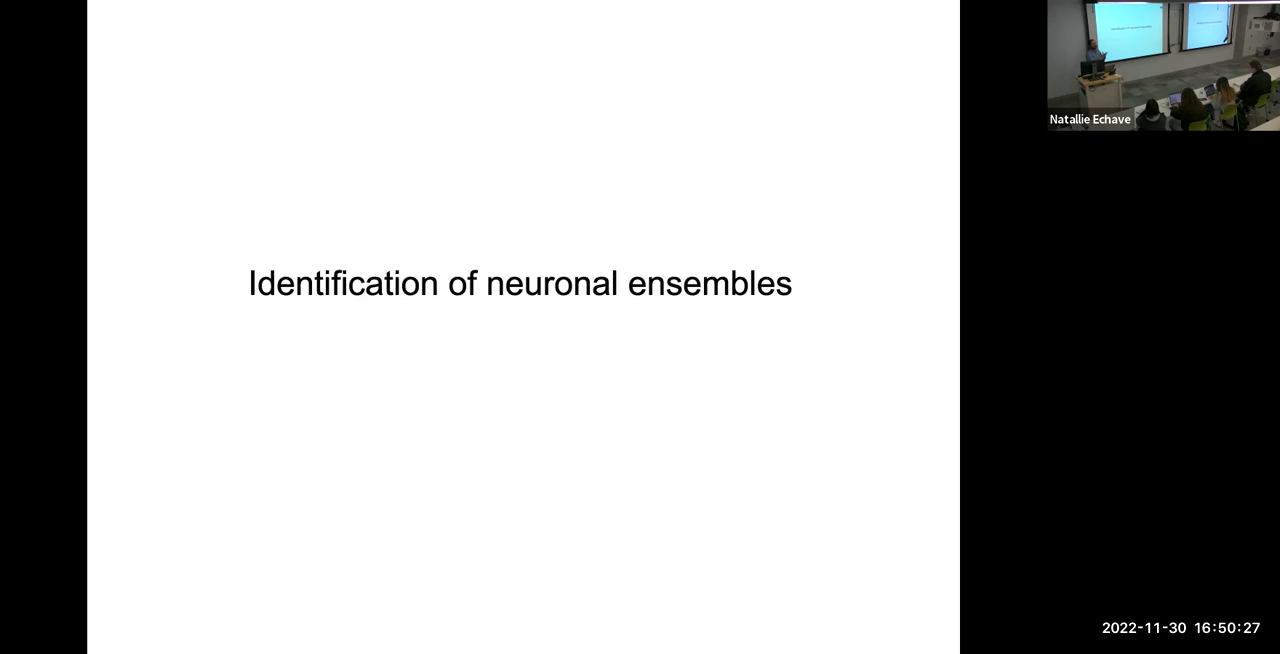 Identification of neuronal ensembles
Natallie Echave
2022-11-30 16:50:27